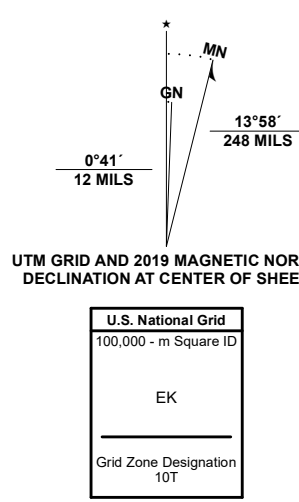 ★
MN
GN
13°58´
248 MILS
0°41´
12 MILS
UTM GRID AND 2019 MAGNETIC NOR
DECLINATION AT CENTER OF SHEE
U.S. National Grid
100,000 - m Square ID
EK
Grid Zone Designation
10T